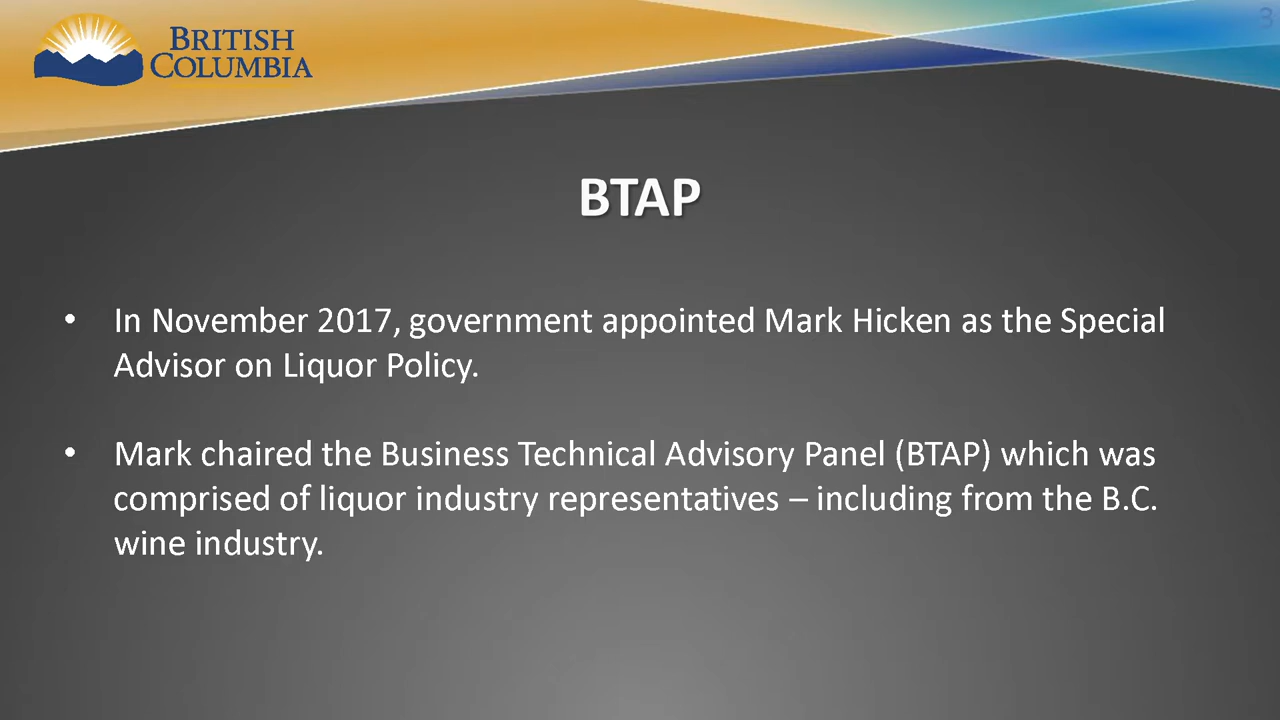 3
BRITISH
COLUMBIA
BTAP
• In November 2017, government appointed Mark Hicken as the Special
Advisor on Liquor Policy.
• Mark chaired the Business Technical Advisory Panel (BTAP) which was
comprised of liquor industry representatives – including from the B.C.
wine industry.